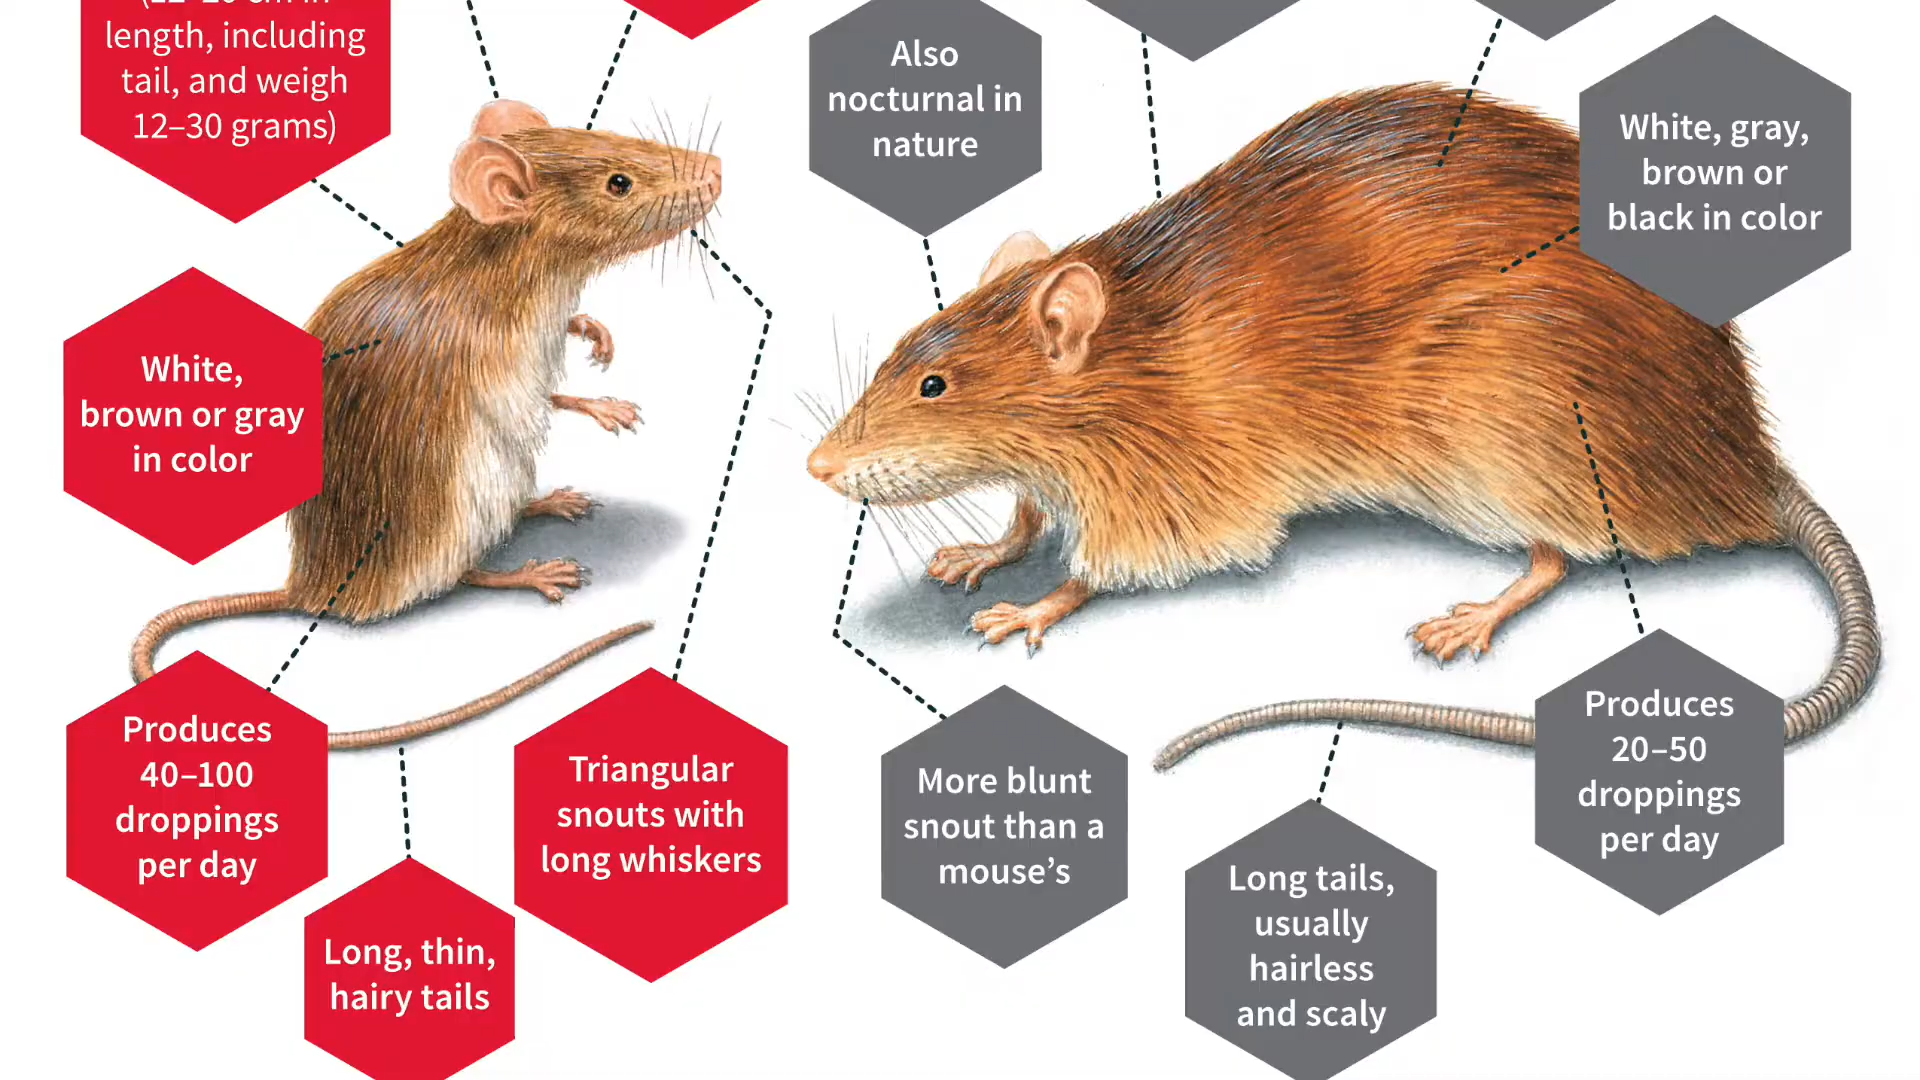 length, including
tail, and weigh
12–30 grams)
White,
brown or gray
in color
Produces
40–100
droppings
per day
Long, thin,
hairy tails
Triangular
snouts with
long whiskers
Also
nocturnal in
nature
White, gray,
brown or
black in color
More blunt
snout than a
mouse’s
Long tails,
usually
hairless
and scaly
Produces
20–50
droppings
per day